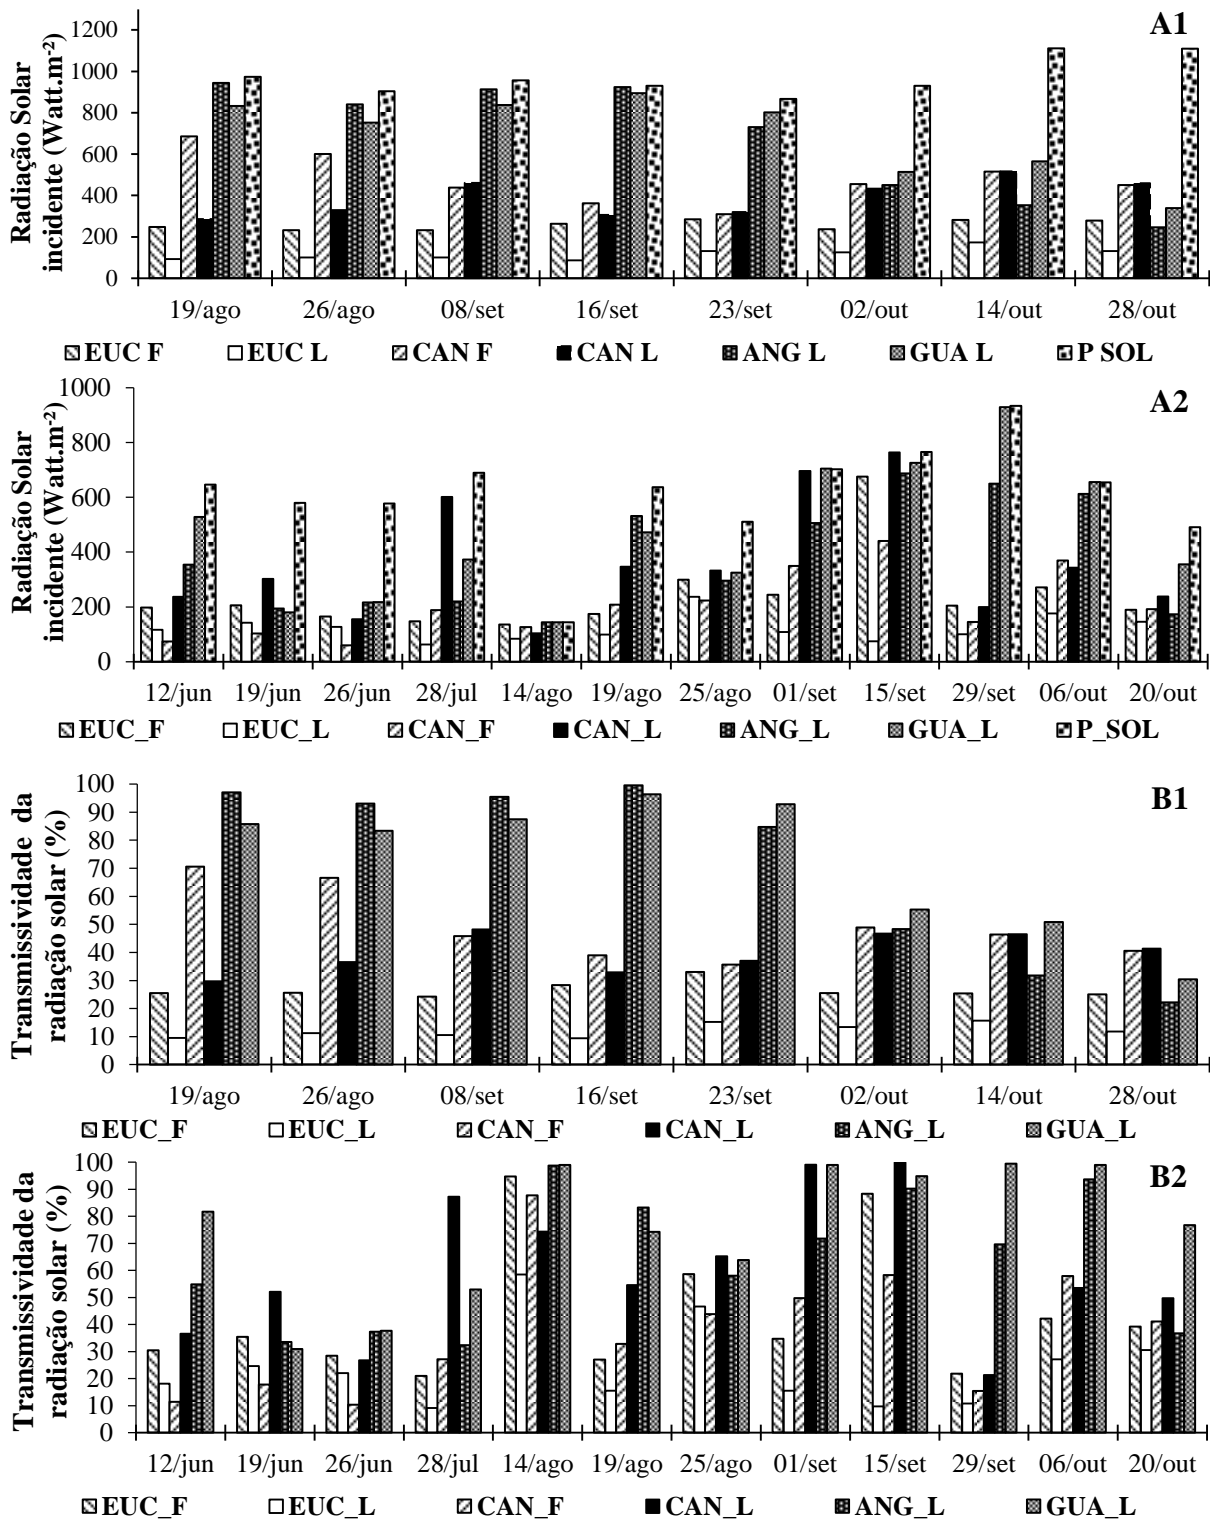 A1
Radiação Solar
incidente (Watt.m⁻²)
1200
1000
800
600
400
200
0
19/ago 26/ago 08/set 16/set 23/set 02/out 14/out 28/out
EUC F EUC L CAN F CAN L ANG L GUA L P SOL
A2
Radiação Solar
incidente (Watt.m⁻²)
1000
800
600
400
200
0
12/jun 19/jun 26/jun 28/jul 14/ago 19/ago 25/ago 01/set 15/set 29/set 06/out 20/out
EUC_F EUC_L CAN_F CAN_L ANG_L GUA_L P_SOL
B1
Transmissividade da
radiação solar (%)
100
90
80
70
60
50
40
30
20
10
0
19/ago 26/ago 08/set 16/set 23/set 02/out 14/out 28/out
EUC_F EUC_L CAN_F CAN_L ANG_L GUA_L
B2
Transmissividade da
radiação solar (%)
100
90
80
70
60
50
40
30
20
10
0
12/jun 19/jun 26/jun 28/jul 14/ago 19/ago 25/ago 01/set 15/set 29/set 06/out 20/out
EUC_F EUC_L CAN_F CAN_L ANG_L GUA_L